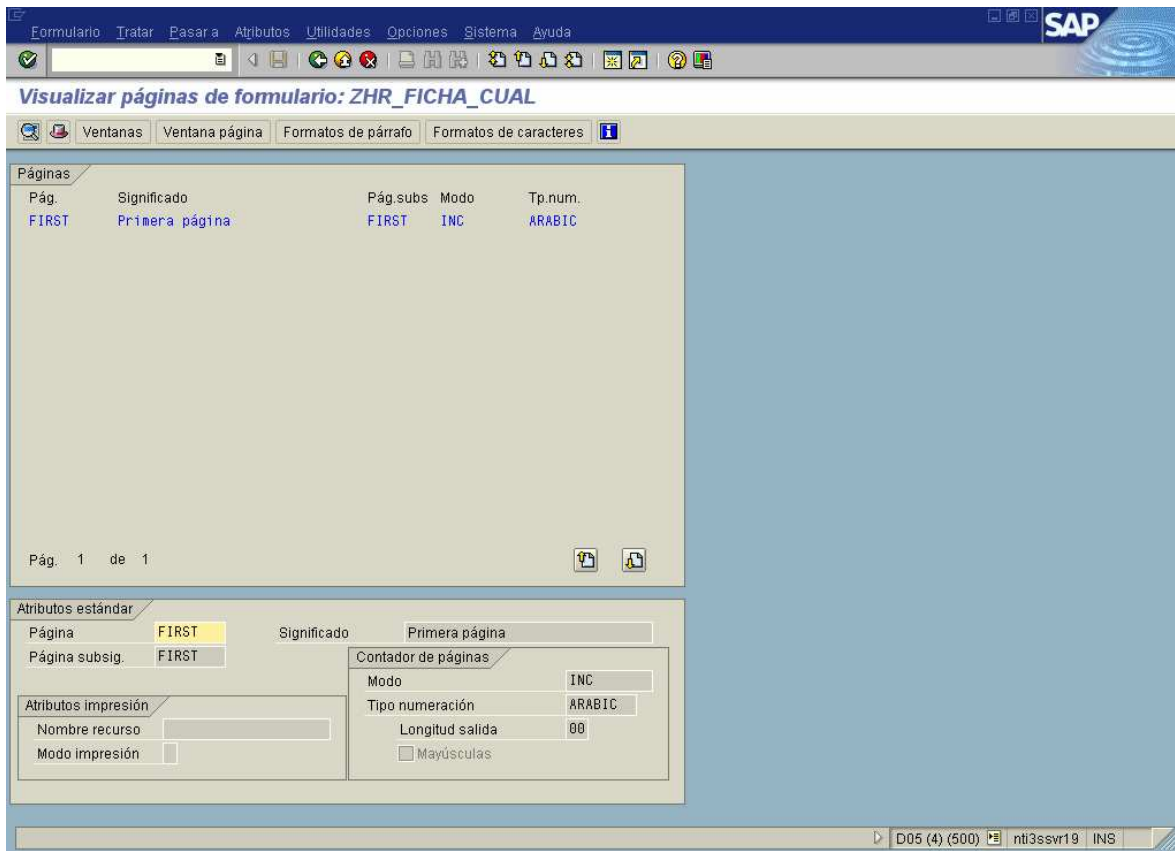 Formulario Tratar Pasar a Atributos Utilidades Opciones Sistema Ayuda
SAP
Visualizar páginas de formulario: ZHR_FICHA_CUAL
Ventanas Ventana página Formatos de párrafo Formatos de caracteres
Páginas
Pág. Significado Pág.subs Modo Tp.num.
FIRST Primera página FIRST INC ARABIC
Pág. 1 de 1
Atributos estándar
Página FIRST Significado Primera página
Página subsig. FIRST Contador de páginas
Modo INC
Atributos impresión Tipo numeración ARABIC
Nombre recurso Longitud salida 00
Modo impresión Mayúsculas
D05 (4) (500) nti3ssvr19 INS